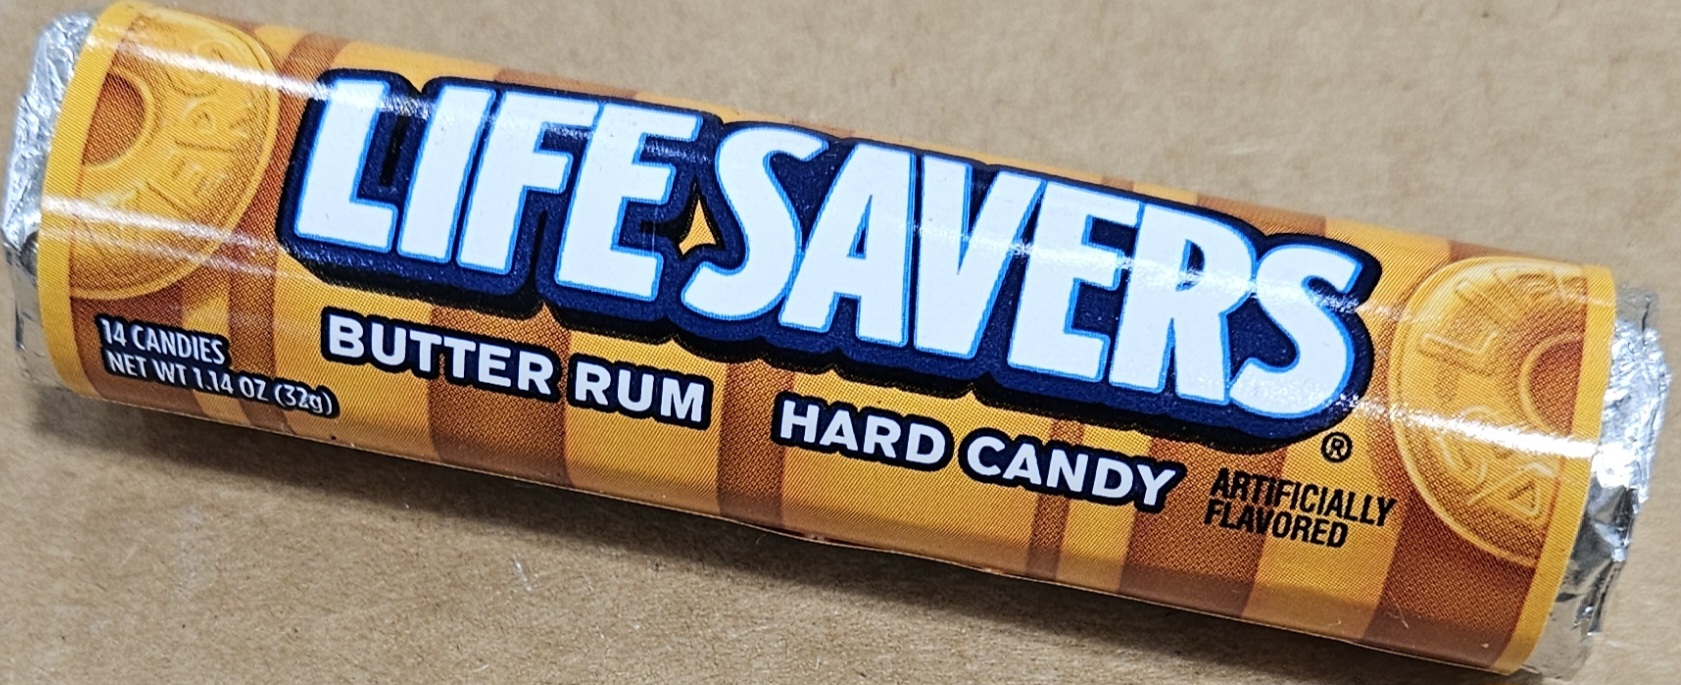 LIFE SAVERS
®
BUTTER RUM HARD CANDY
14 CANDIES
NET WT 1.14 OZ (32g)
ARTIFICIALLY
FLAVORED